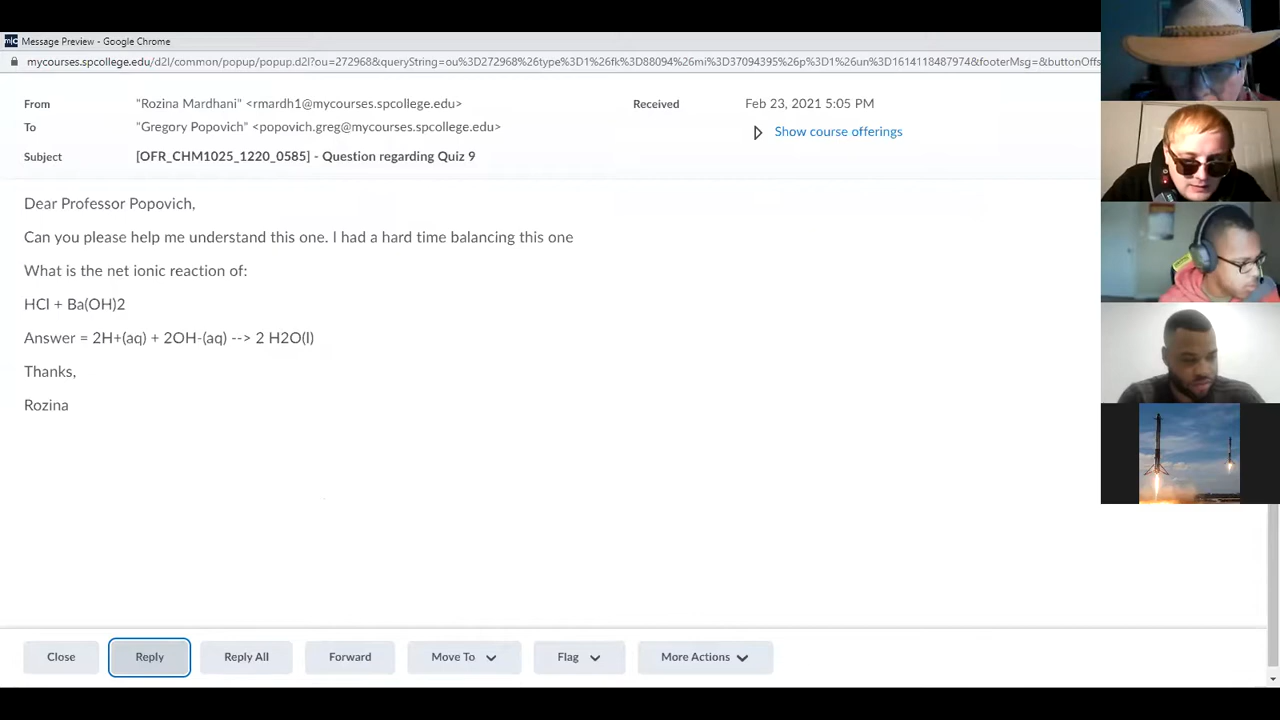 Message Preview - Google Chrome
mycourses.spcollege.edu/d2l/common/popup/popup.d2l?ou=272968&queryString=ou%3D272968%26type%3D1%26fk%3D88094%26mi%3D37094395%26p%3D1%26un%3D1614118487974&footerMsg=&buttonOffs
From "Rozina Mardhani" <rmardh1@mycourses.spcollege.edu> Received Feb 23, 2021 5:05 PM
To "Gregory Popovich" <popovich.greg@mycourses.spcollege.edu> Show course offerings
Subject [OFR_CHM1025_1220_0585] - Question regarding Quiz 9
Dear Professor Popovich,
Can you please help me understand this one. I had a hard time balancing this one
What is the net ionic reaction of:
HCl + Ba(OH)2
Answer = 2H+(aq) + 2OH-(aq) --> 2 H2O(l)
Thanks,
Rozina
Close Reply Reply All Forward Move To Flag More Actions